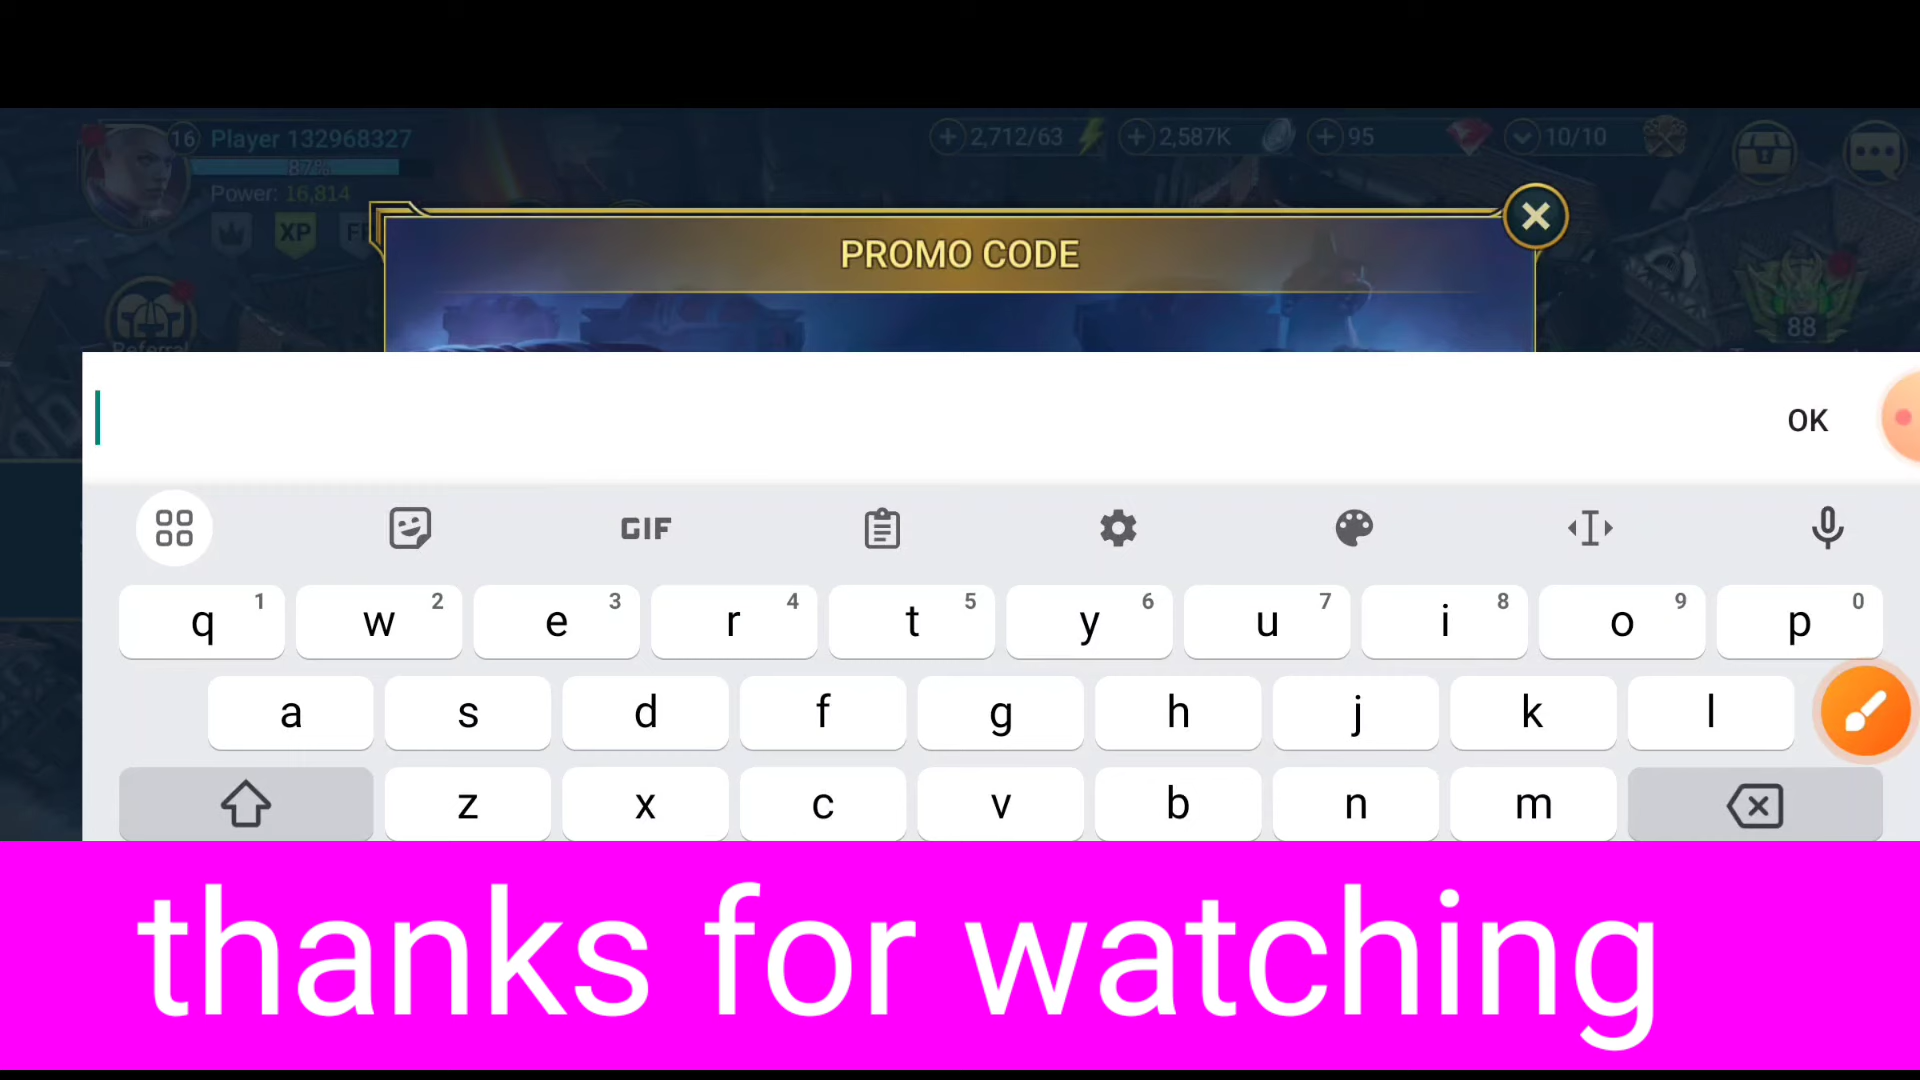 16 Player 132968327
87%
Power: 16,814
XP
2,712/63
2,587K
95
10/10
PROMO CODE
Referral
88
OK
GIF
q 1 w 2 e 3 r 4 t 5 y 6 u 7 i 8 o 9 p 0
a s d f g h j k l
z x c v b n m
thanks for watching